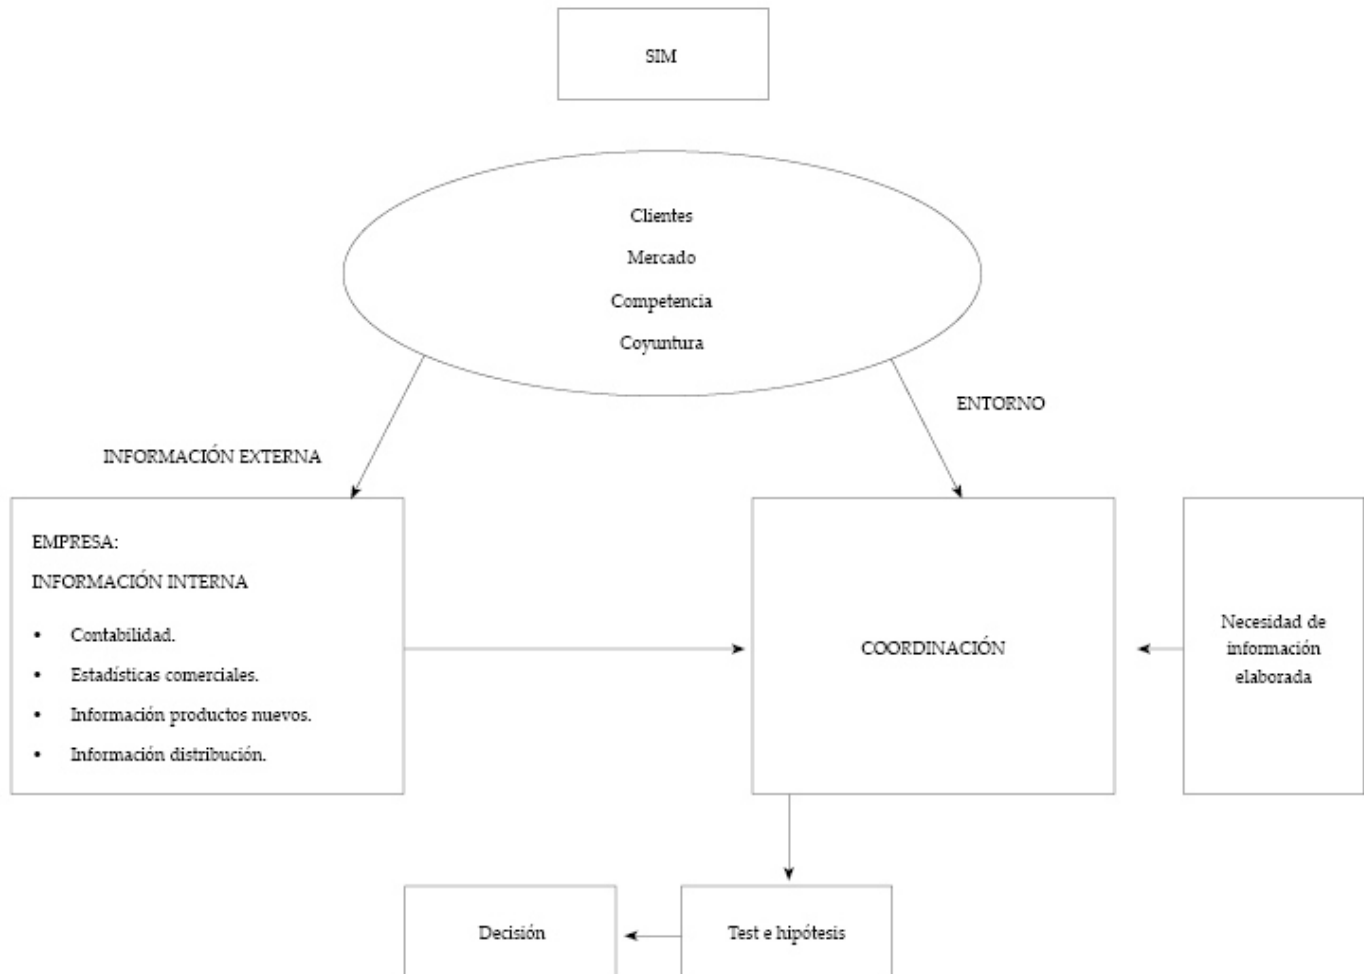 SIM
Clientes
Mercado
Competencia
Coyuntura
ENTORNO
INFORMACIÓN EXTERNA
EMPRESA:
INFORMACIÓN INTERNA
• Contabilidad.
• Estadísticas comerciales.
• Información productos nuevos.
• Información distribución.
COORDINACIÓN
Necesidad de
información
elaborada
Decisión
Test e hipótesis